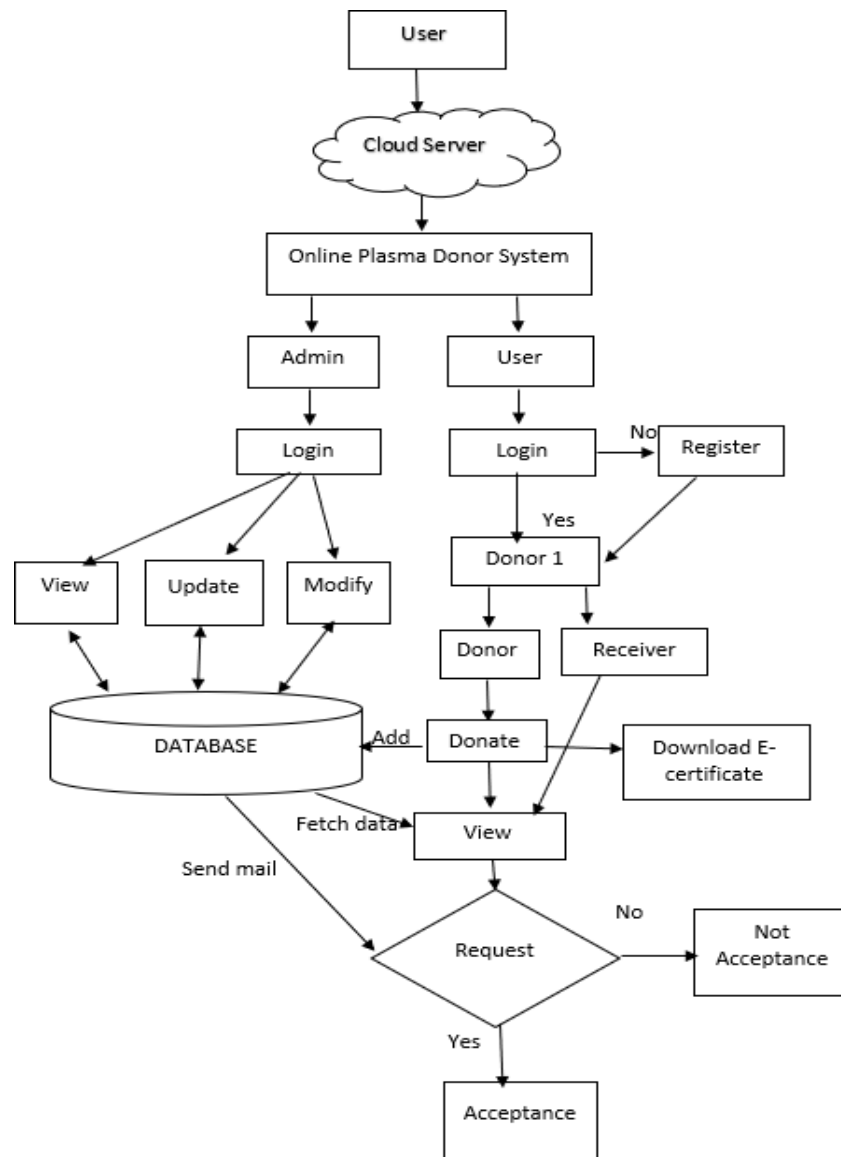 User
Cloud Server
Online Plasma Donor System
Admin
User
Login
Login
No
Register
Yes
View
Update
Modify
Donor 1
Donor
Receiver
DATABASE
Add
Donate
Download E-
certificate
Fetch data
View
Send mail
Request
No
Not
Acceptance
Yes
Acceptance